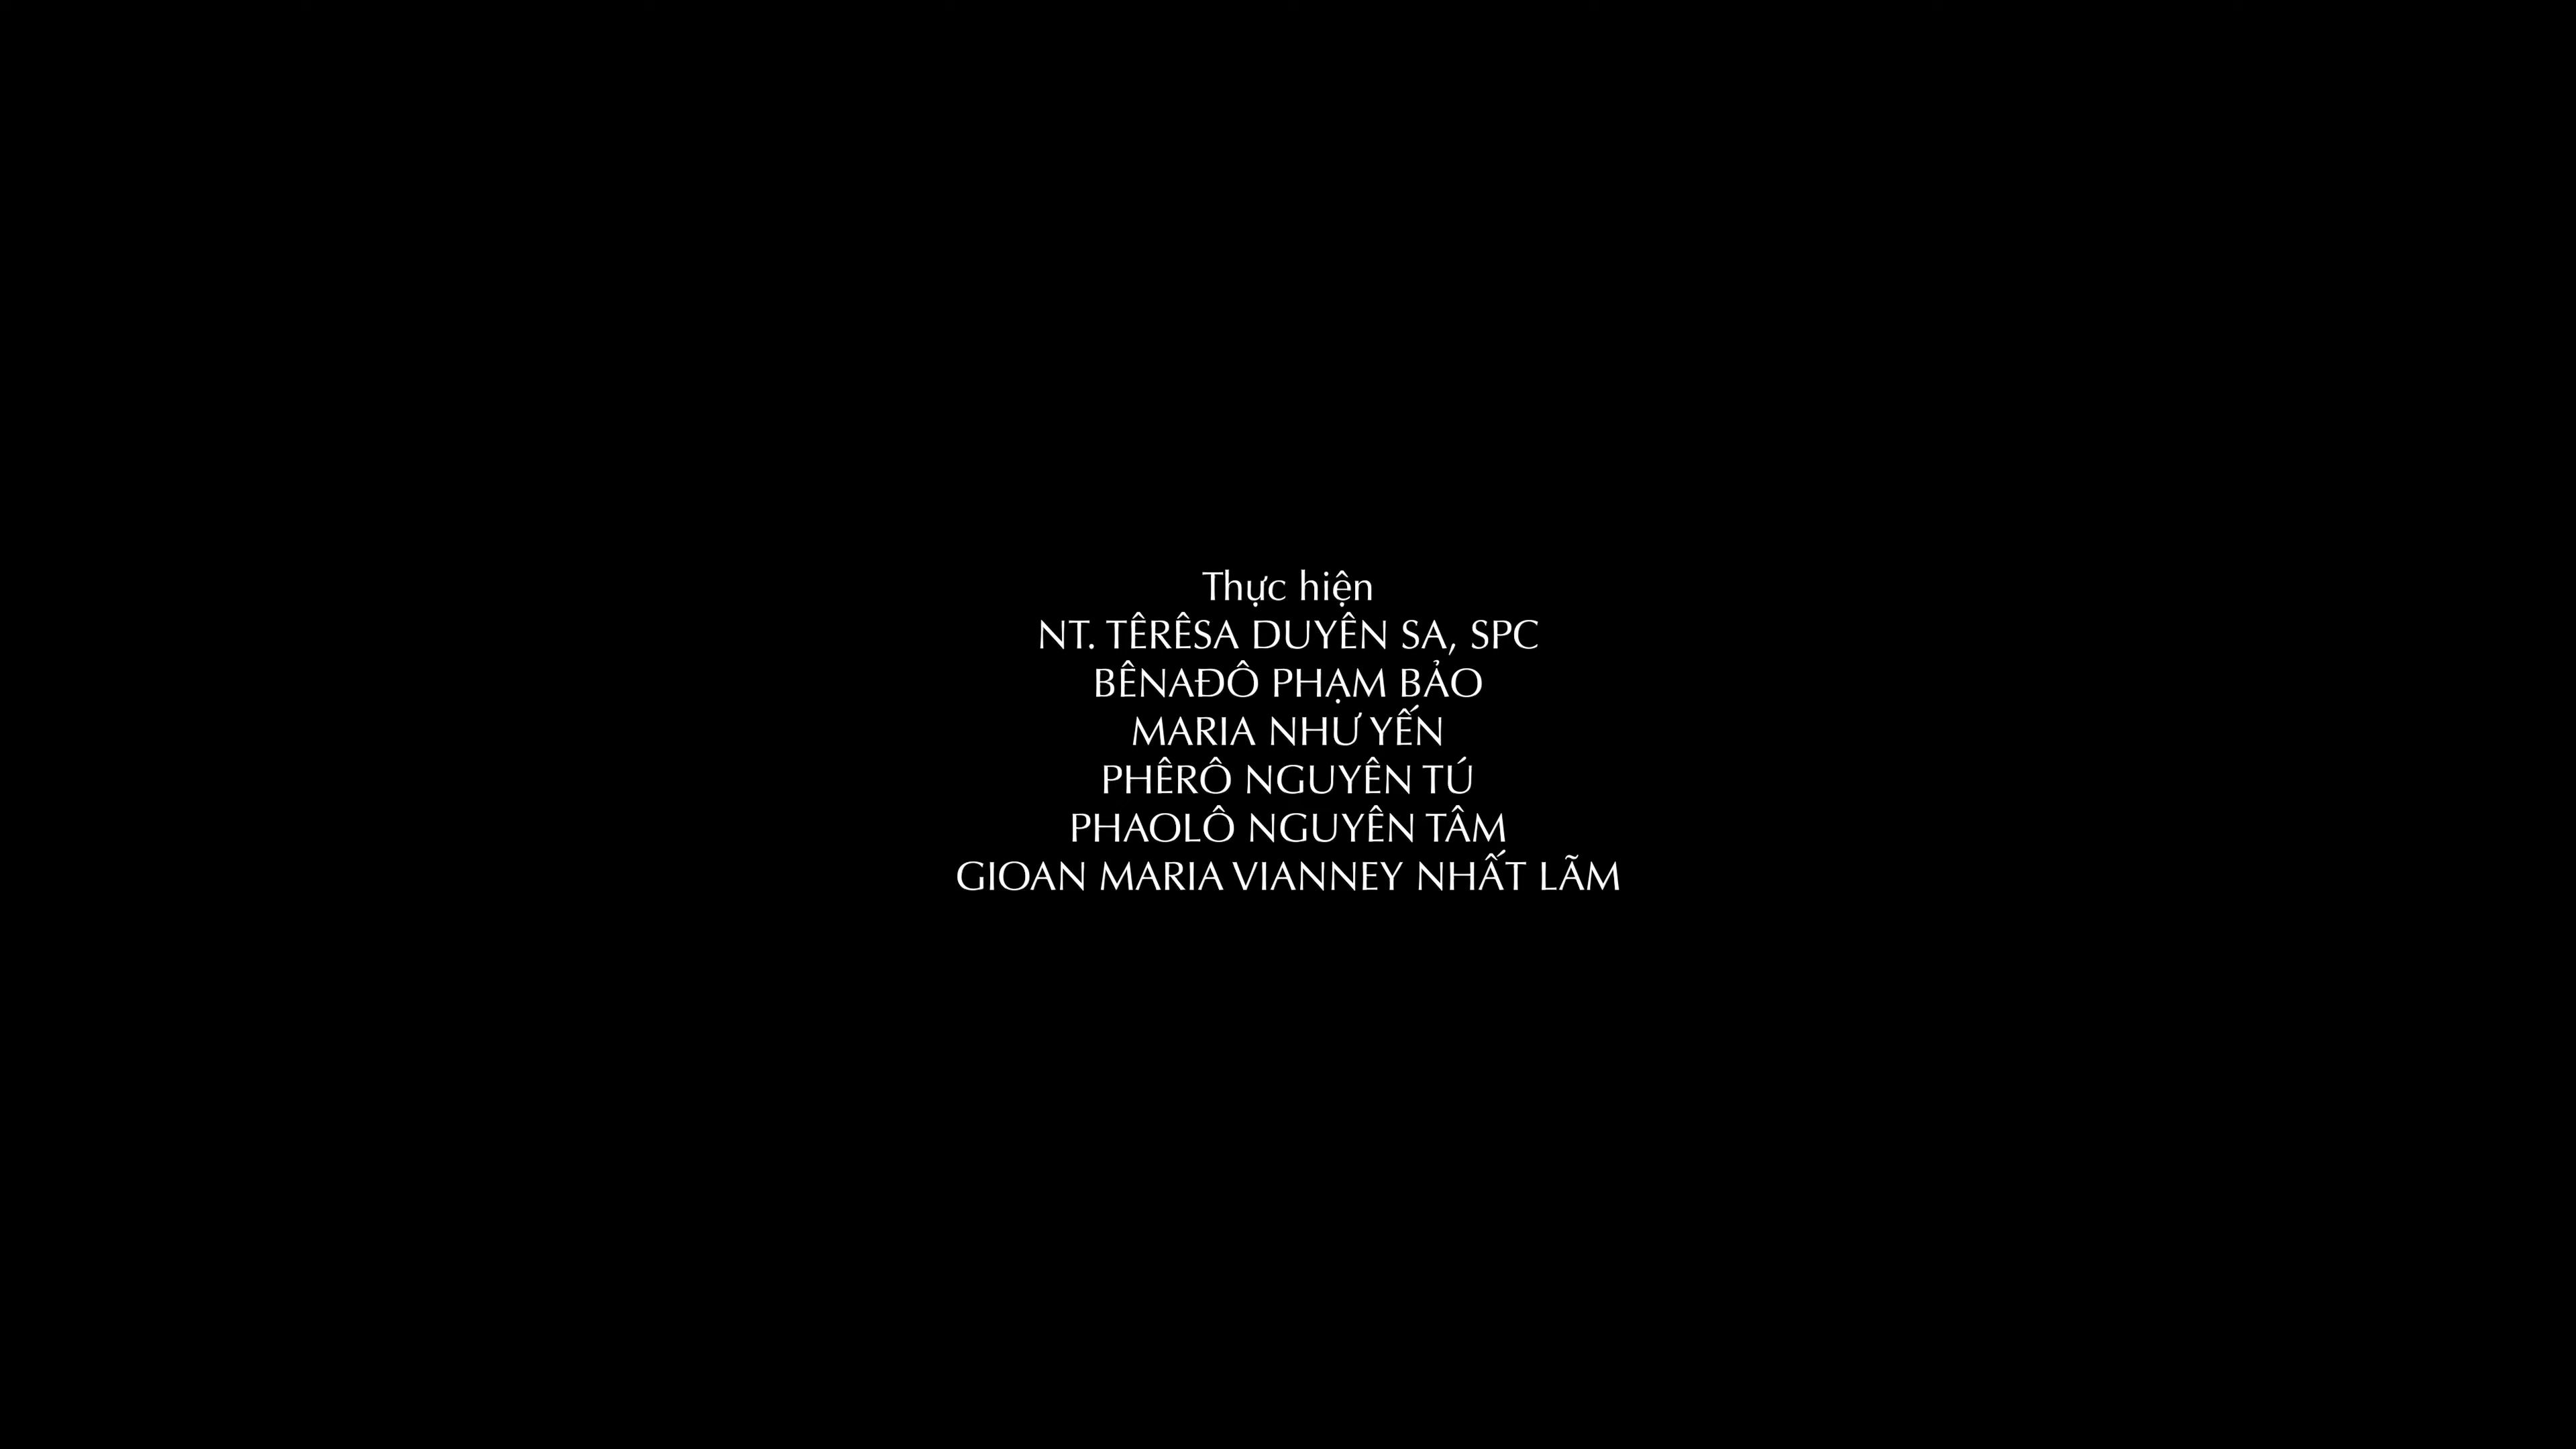 Thực hiện
NT. TÊRÊSA DUYÊN SA, SPC
BÊNAĐÔ PHẠM BẢO
MARIA NHƯ YẾN
PHÊRÔ NGUYÊN TÚ
PHAOLÔ NGUYÊN TÂM
GIOAN MARIA VIANNEY NHẤT LÃM